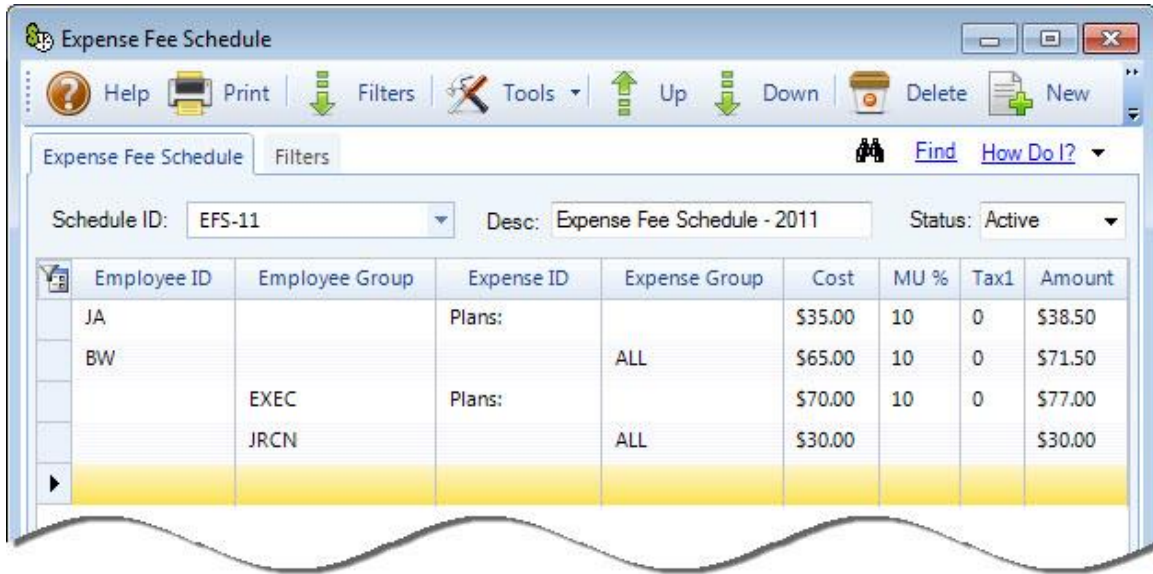 Expense Fee Schedule
Help Print Filters Tools Up Down Delete New
Expense Fee Schedule Filters Find How Do I?
Schedule ID: EFS-11 Desc: Expense Fee Schedule - 2011 Status: Active
Employee ID Employee Group Expense ID Expense Group Cost MU % Tax1 Amount
JA Plans: $35.00 10 0 $38.50
BW ALL $65.00 10 0 $71.50
EXEC Plans: $70.00 10 0 $77.00
JRCN ALL $30.00 $30.00